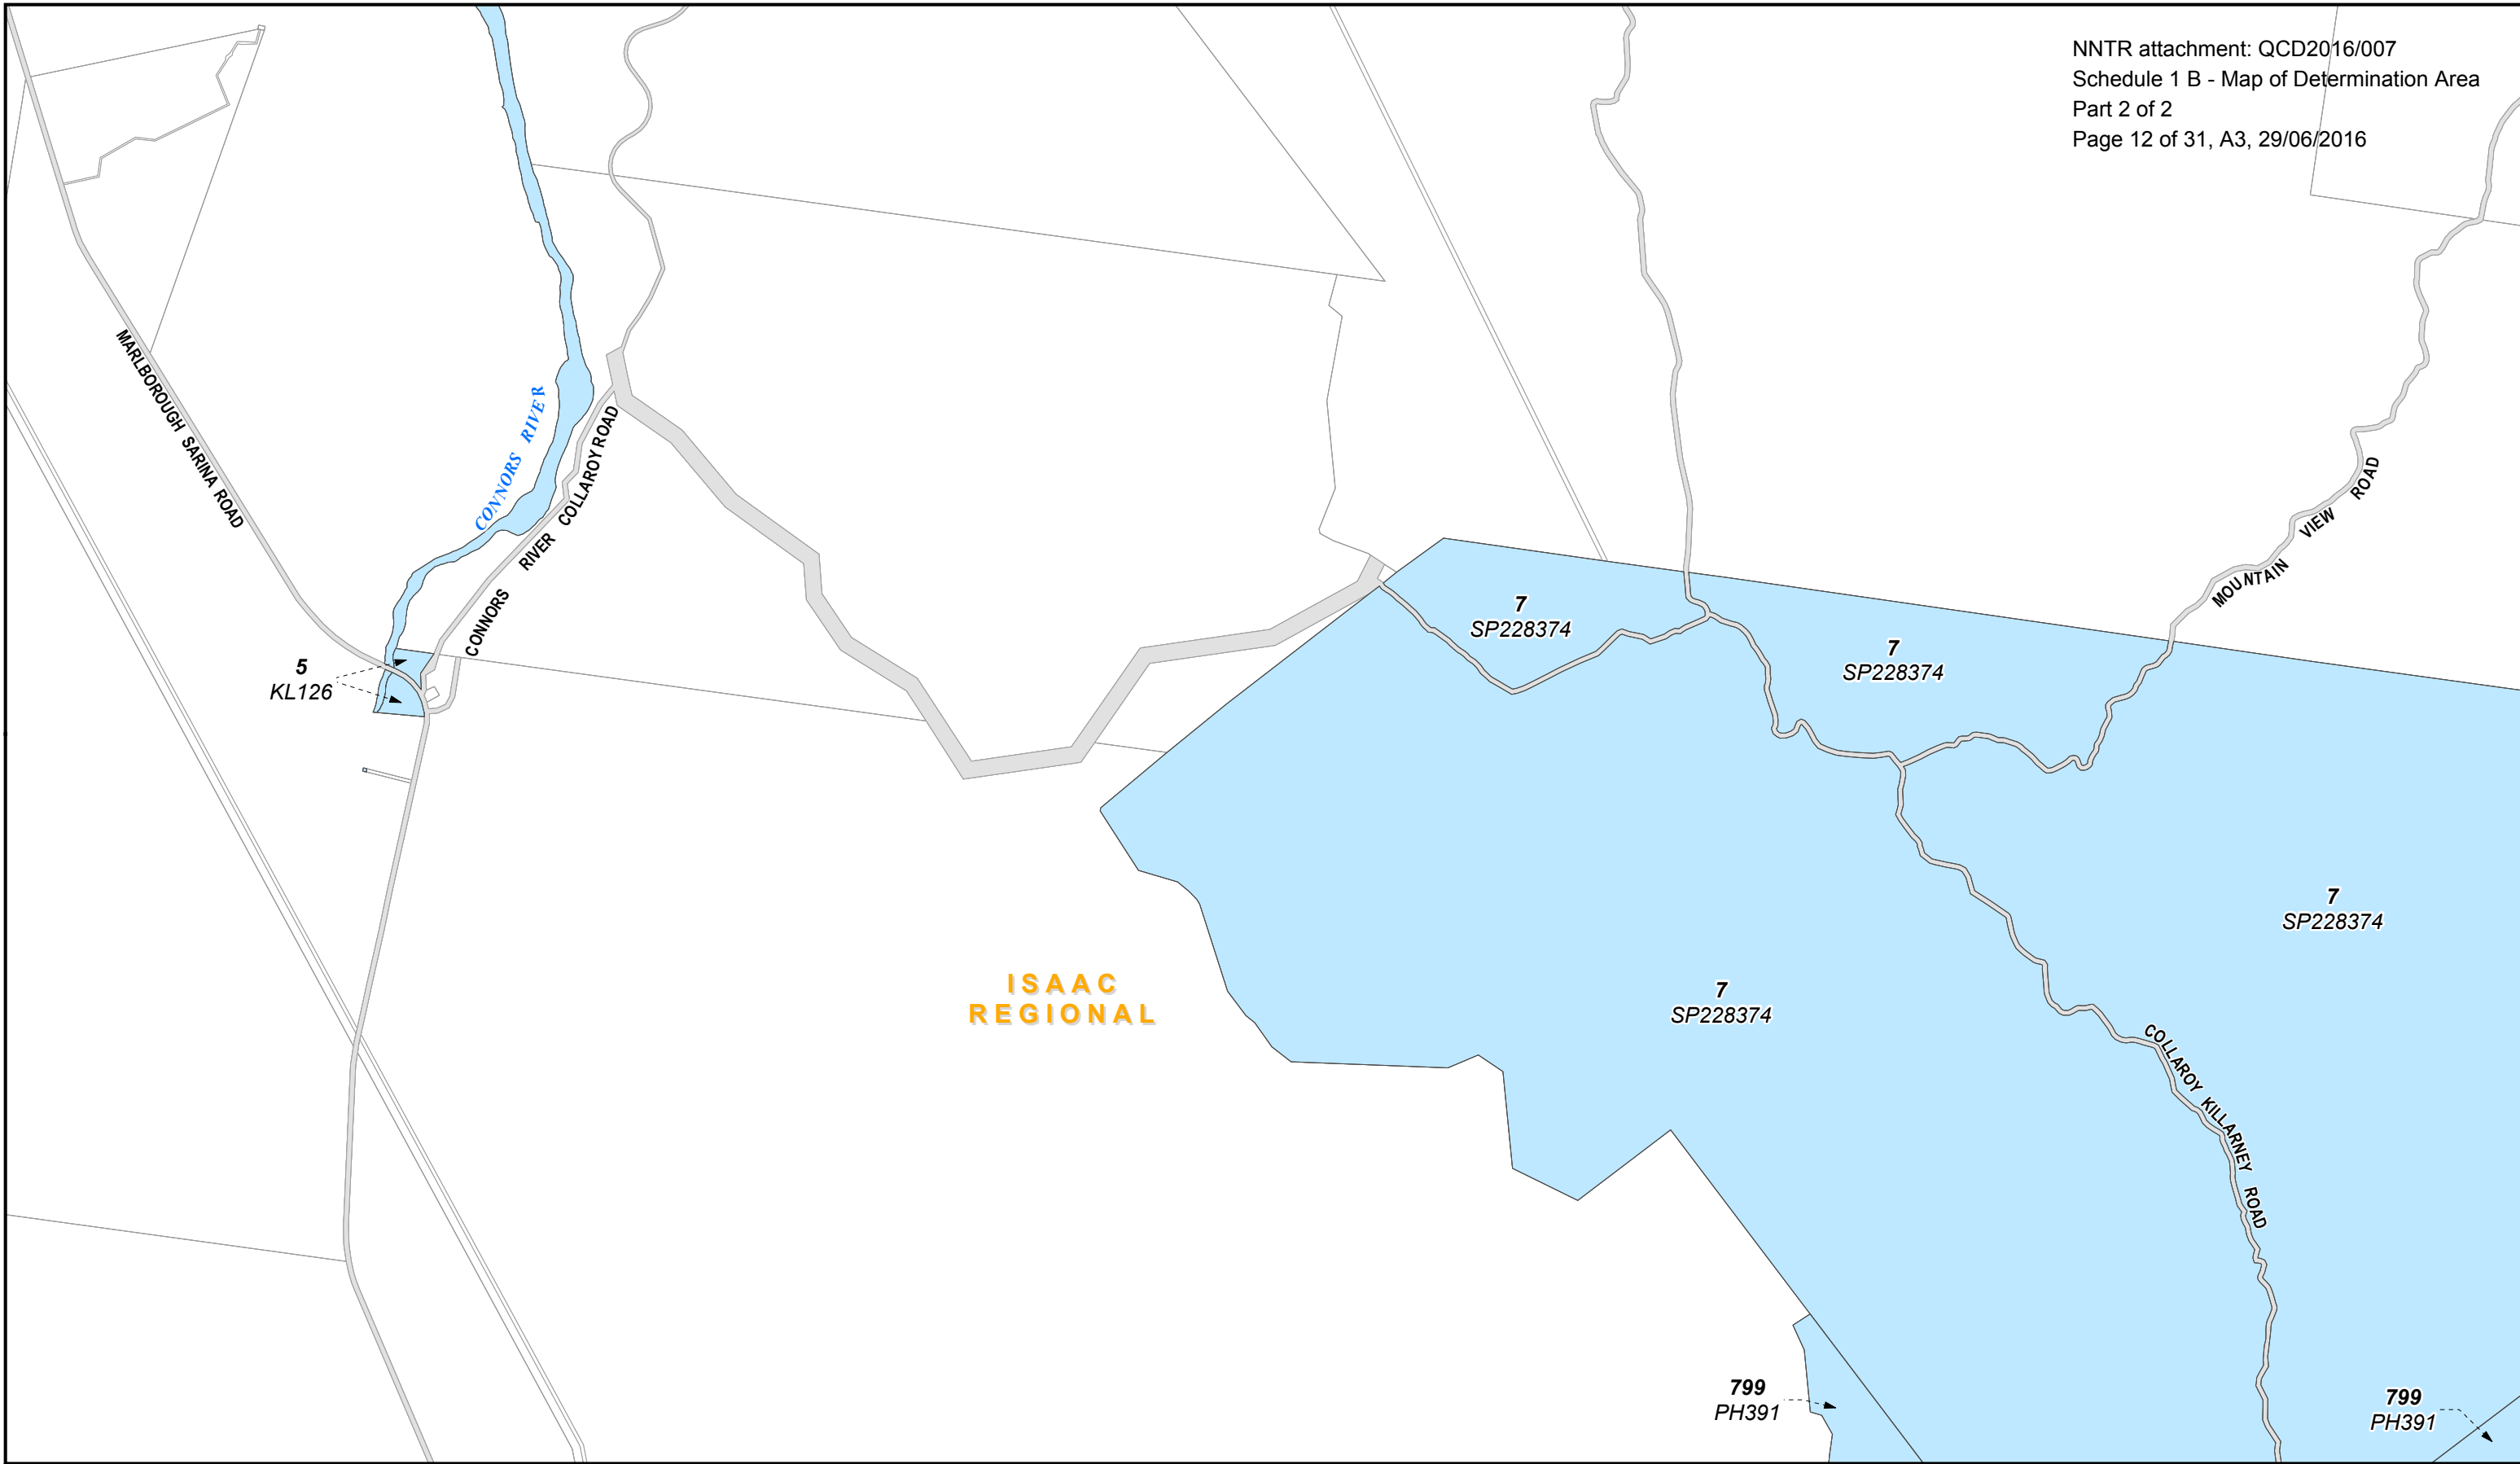 NNTR attachment: QCD2016/007
Schedule 1 B - Map of Determination Area
Part 2 of 2
Page 12 of 31, A3, 29/06/2016
MARLBOROUGH SARINA ROAD
CONNORS RIVER
CONNORS RIVER COLLAROY ROAD
MOUNTAIN VIEW ROAD
7
SP228374
7
SP228374
5
KL126
7
SP228374
ISAAC
REGIONAL
7
SP228374
COLLAROY KILLARNEY ROAD
799
PH391
799
PH391